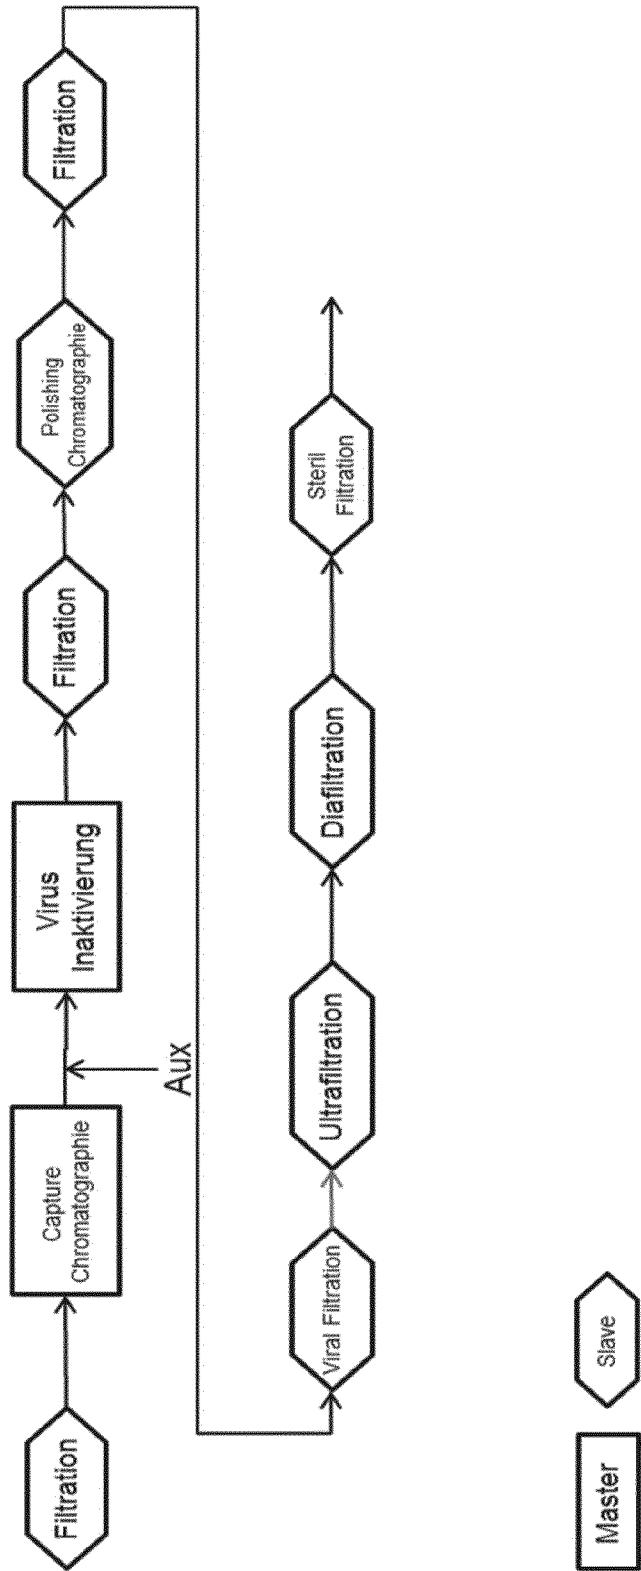 Filtration
Capture
Chromatographie
Aux
Virus
Inaktivierung
Filtration
Polishing
Chromatographie
Filtration
Viral Filtration
Ultrafiltration
Diafiltration
Steril
Filtration
Master
Slave